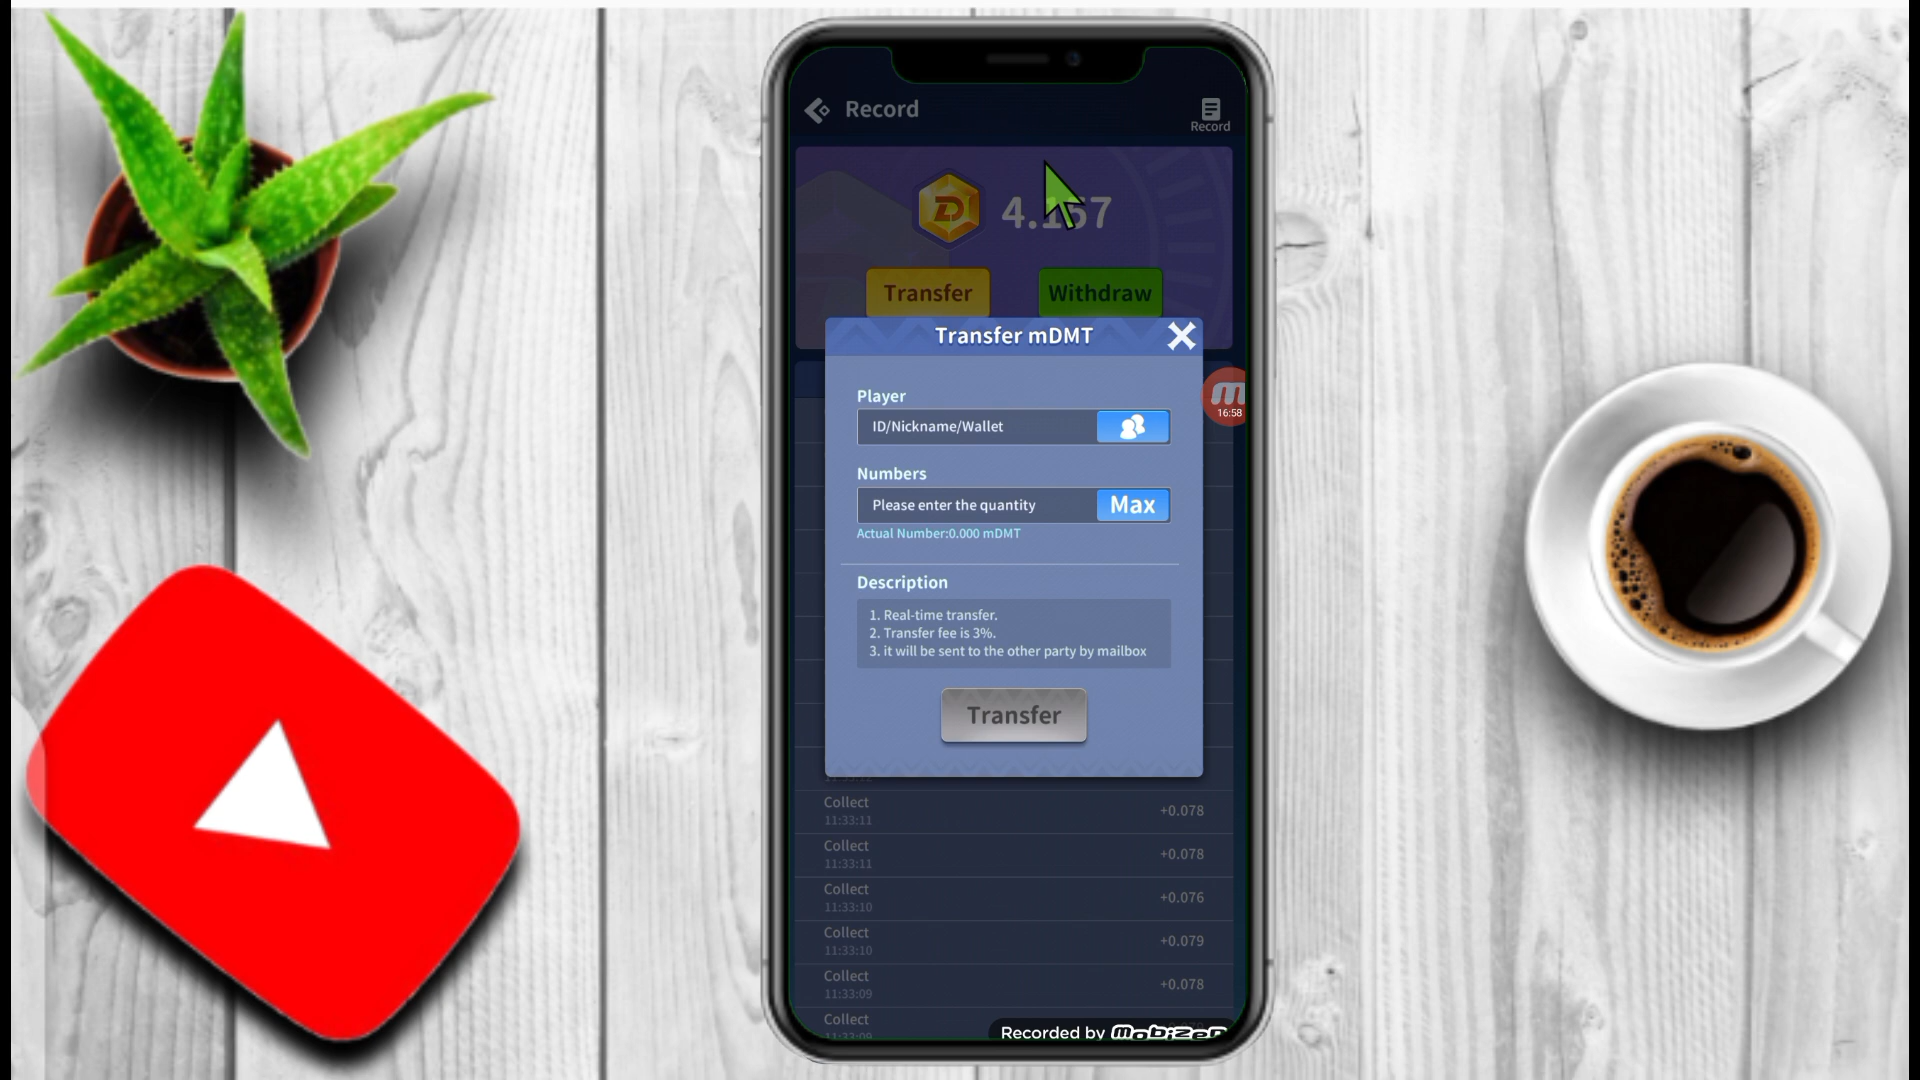 Record
Record
4.157
Transfer
Withdraw
Transfer mDMT
Player
ID/Nickname/Wallet
16:58
Numbers
Please enter the quantity
Max
Actual Number:0.000 mDMT
Description
1. Real-time transfer.
2. Transfer fee is 3%.
3. it will be sent to the other party by mailbox
Transfer
Collect
11:33:11
+0.078
Collect
11:33:11
+0.078
Collect
11:33:10
+0.076
Collect
11:33:10
+0.079
Collect
11:33:09
+0.078
Collect
11:33:09
Recorded by mobizen